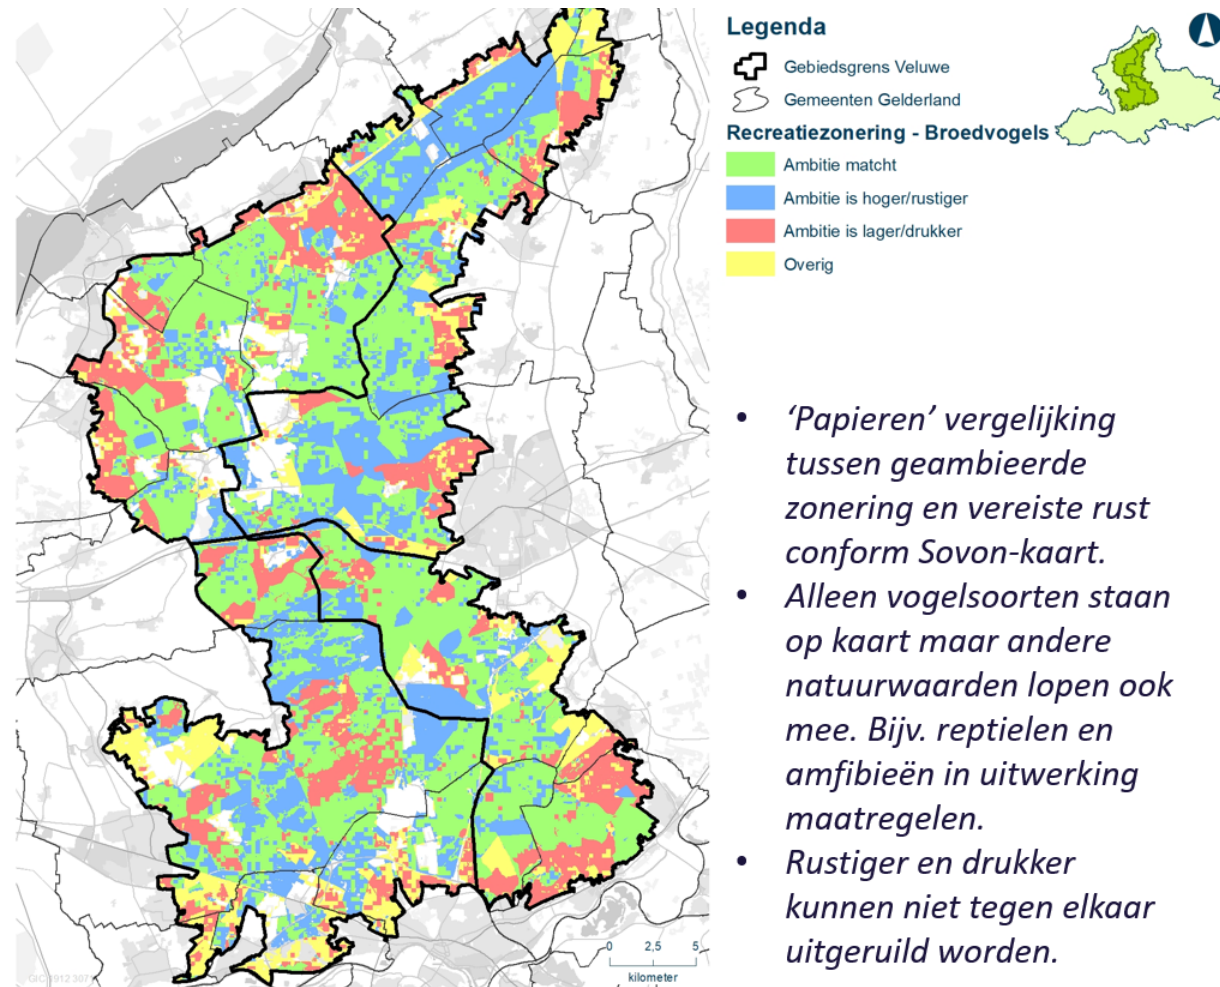 Legenda
Gebiedsgrens Veluwe
Gemeenten Gelderland
Recreatiezonering - Broedvogels
Ambitie matcht
Ambitie is hoger/rustiger
Ambitie is lager/drukker
Overig
• ‘Papieren’ vergelijking
tussen geambieerde
zonering en vereiste rust
conform Sovon-kaart.
• Alleen vogelsoorten staan
op kaart maar andere
natuurwaarden lopen ook
mee. Bijv. reptielen en
amfibieën in uitwerking
maatregelen.
• Rustiger en drukker
kunnen niet tegen elkaar
uitgeruild worden.
0 2,5 5
kilometer